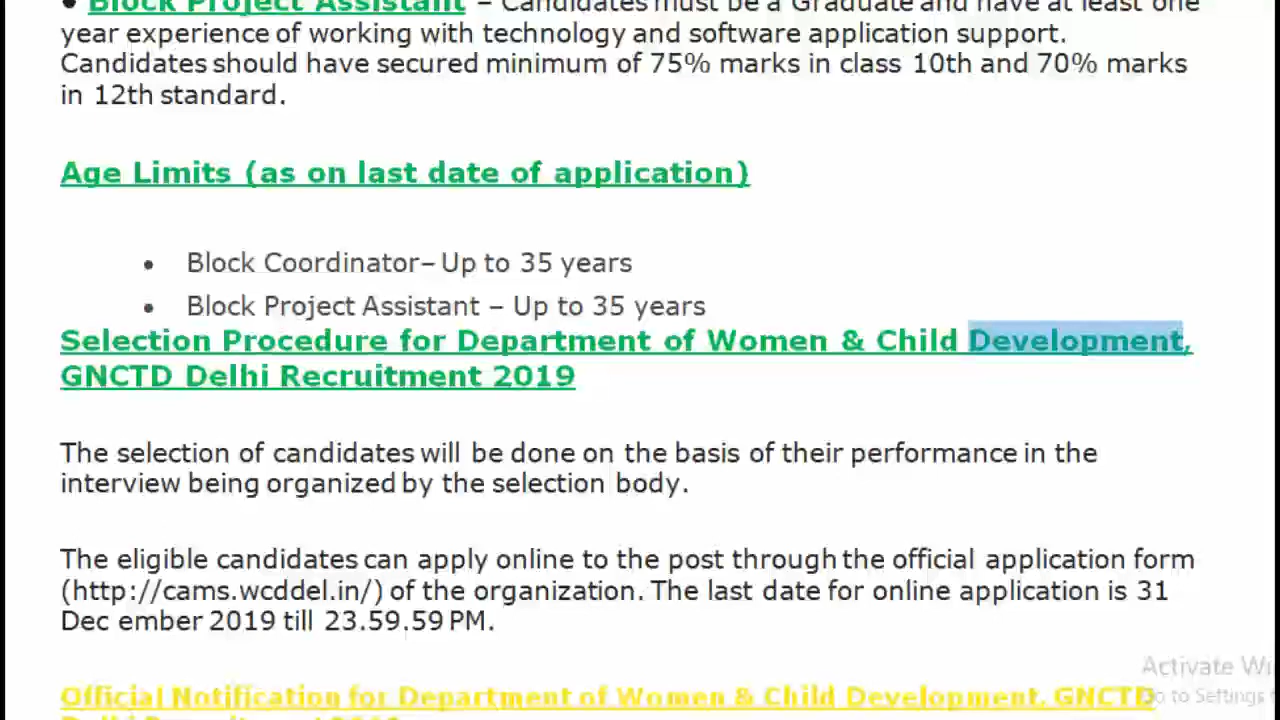 • Block Project Assistant – Candidates must be a Graduate and have at least one
year experience of working with technology and software application support.
Candidates should have secured minimum of 75% marks in class 10th and 70% marks
in 12th standard.
Age Limits (as on last date of application)
• Block Coordinator– Up to 35 years
• Block Project Assistant – Up to 35 years
Selection Procedure for Department of Women & Child Development,
GNCTD Delhi Recruitment 2019
The selection of candidates will be done on the basis of their performance in the
interview being organized by the selection body.
The eligible candidates can apply online to the post through the official application form
(http://cams.wcddel.in/) of the organization. The last date for online application is 31
Dec ember 2019 till 23.59.59 PM.
Activate Wi
Official Notification for Department of Women & Child Development, GNCTD
Go to Settings